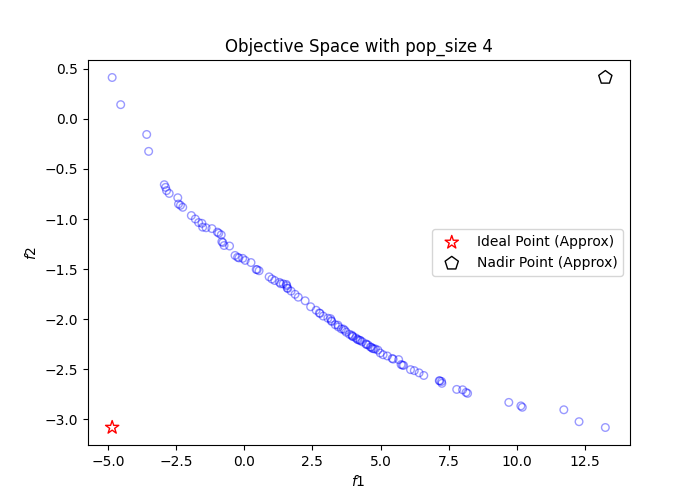 Objective Space with pop_size 4
f2
0.5
0.0
−0.5
−1.0
−1.5
−2.0
−2.5
−3.0
Ideal Point (Approx)
Nadir Point (Approx)
−5.0 −2.5 0.0 2.5 5.0 7.5 10.0 12.5
f1